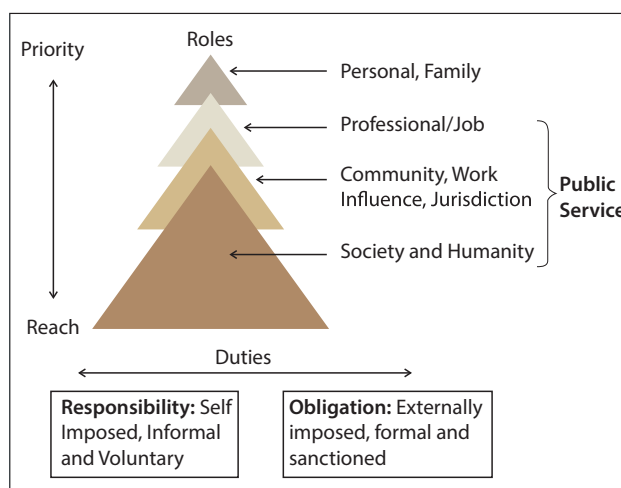 Roles
Priority
Personal, Family
Professional/Job
Community, Work
Influence, Jurisdiction
Public
Service
Society and Humanity
Reach
Duties
Responsibility: Self
Imposed, Informal
and Voluntary
Obligation: Externally
imposed, formal and
sanctioned